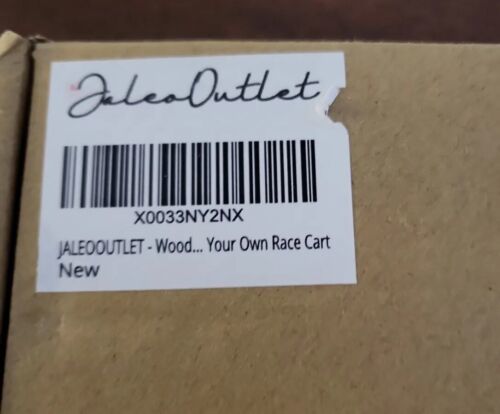 JaleoOutlet
X0033NY2NX
JALEOOUTLET - Wood... Your Own Race Cart
New